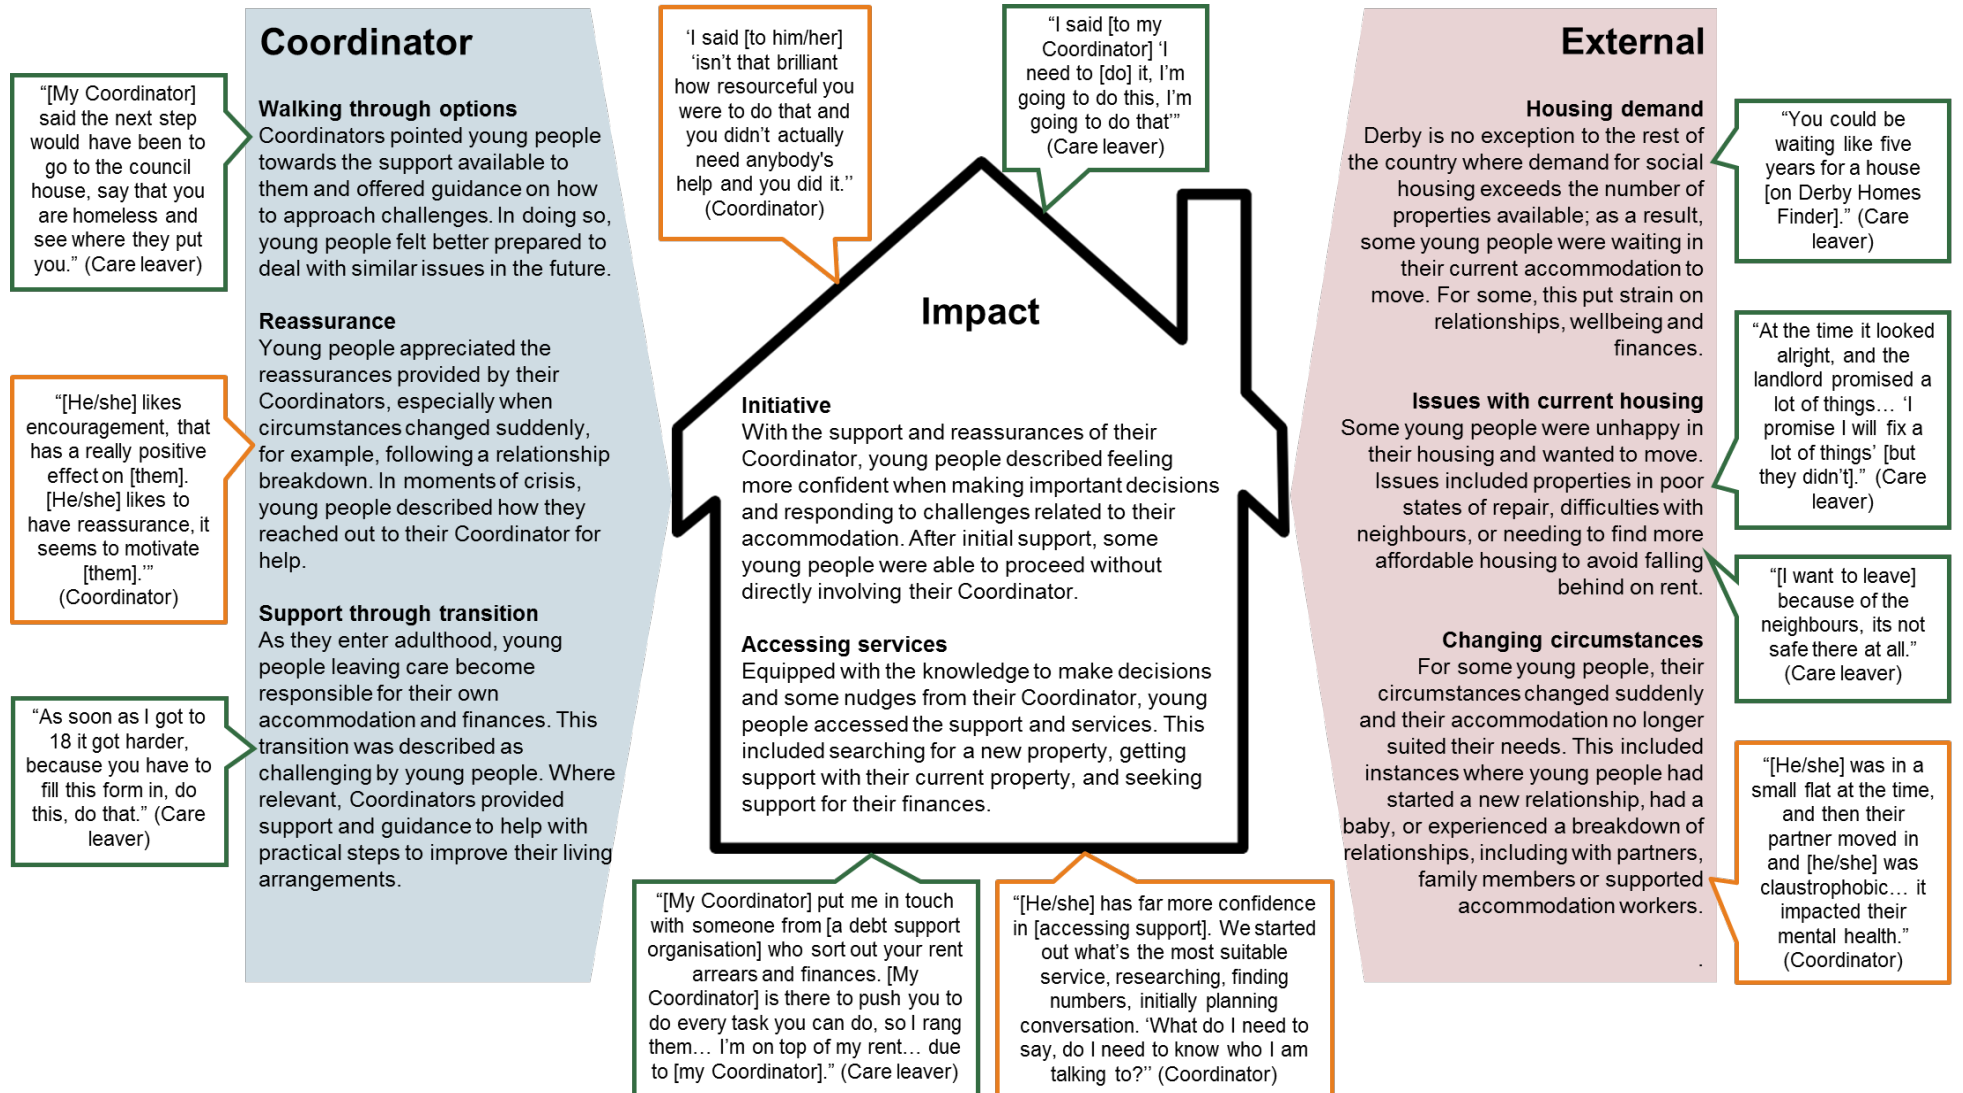 Coordinator
Walking through options
Coordinators pointed young people
towards the support available to
them and offered guidance on how
to approach challenges. In doing so,
young people felt better prepared to
deal with similar issues in the future.
Reassurance
Young people appreciated the
reassurances provided by their
Coordinators, especially when
circumstances changed suddenly,
for example, following a relationship
breakdown. In moments of crisis,
young people described how they
reached out to their Coordinator for
help.
Support through transition
As they enter adulthood, young
people leaving care become
responsible for their own
accommodation and finances. This
transition was described as
challenging by young people. Where
relevant, Coordinators provided
support and guidance to help with
practical steps to improve their living
arrangements.
“[My Coordinator]
said the next step
would have been to
go to the council
house, say that you
are homeless and
see where they put
you.” (Care leaver)
“[He/she] likes
encouragement, that
has a really positive
effect on [them].
[He/she] likes to
have reassurance, it
seems to motivate
[them].’”
(Coordinator)
“As soon as I got to
18 it got harder,
because you have to
fill this form in, do
this, do that.” (Care
leaver)
‘I said [to him/her]
‘isn’t that brilliant
how resourceful you
were to do that and
you didn’t actually
need anybody's
help and you did it.’’
(Coordinator)
“I said [to my
Coordinator] ‘I
need to [do] it, I’m
going to do this, I’m
going to do that’”
(Care leaver)
Impact
Initiative
With the support and reassurances of their
Coordinator, young people described feeling
more confident when making important decisions
and responding to challenges related to their
accommodation. After initial support, some
young people were able to proceed without
directly involving their Coordinator.
Accessing services
Equipped with the knowledge to make decisions
and some nudges from their Coordinator, young
people accessed the support and services. This
included searching for a new property, getting
support with their current property, and seeking
support for their finances.
“[My Coordinator] put me in touch
with someone from [a debt support
organisation] who sort out your rent
arrears and finances. [My
Coordinator] is there to push you to
do every task you can do, so I rang
them… I’m on top of my rent… due
to [my Coordinator].” (Care leaver)
“[He/she] has far more confidence
in [accessing support]. We started
out what’s the most suitable
service, researching, finding
numbers, initially planning
conversation. ‘What do I need to
say, do I need to know who I am
talking to?’’ (Coordinator)
External
Housing demand
Derby is no exception to the rest of
the country where demand for social
housing exceeds the number of
properties available; as a result,
some young people were waiting in
their current accommodation to
move. For some, this put strain on
relationships, wellbeing and
finances.
Issues with current housing
Some young people were unhappy in
their housing and wanted to move.
Issues included properties in poor
states of repair, difficulties with
neighbours, or needing to find more
affordable housing to avoid falling
behind on rent.
Changing circumstances
For some young people, their
circumstances changed suddenly
and their accommodation no longer
suited their needs. This included
instances where young people had
started a new relationship, had a
baby, or experienced a breakdown of
relationships, including with partners,
family members or supported
accommodation workers.
.
“You could be
waiting like five
years for a house
[on Derby Homes
Finder].” (Care
leaver)
“At the time it looked
alright, and the
landlord promised a
lot of things… ‘I
promise I will fix a
lot of things’ [but
they didn’t].” (Care
leaver)
“[I want to leave]
because of the
neighbours, its not
safe there at all.”
(Care leaver)
“[He/she] was in a
small flat at the time,
and then their
partner moved in
and [he/she] was
claustrophobic… it
impacted their
mental health.”
(Coordinator)